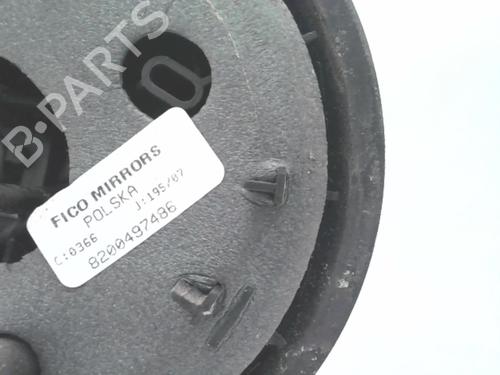 B-PARTS
FICO MIRRORS
POLSKA
C:0366 J:195/07
8200497486